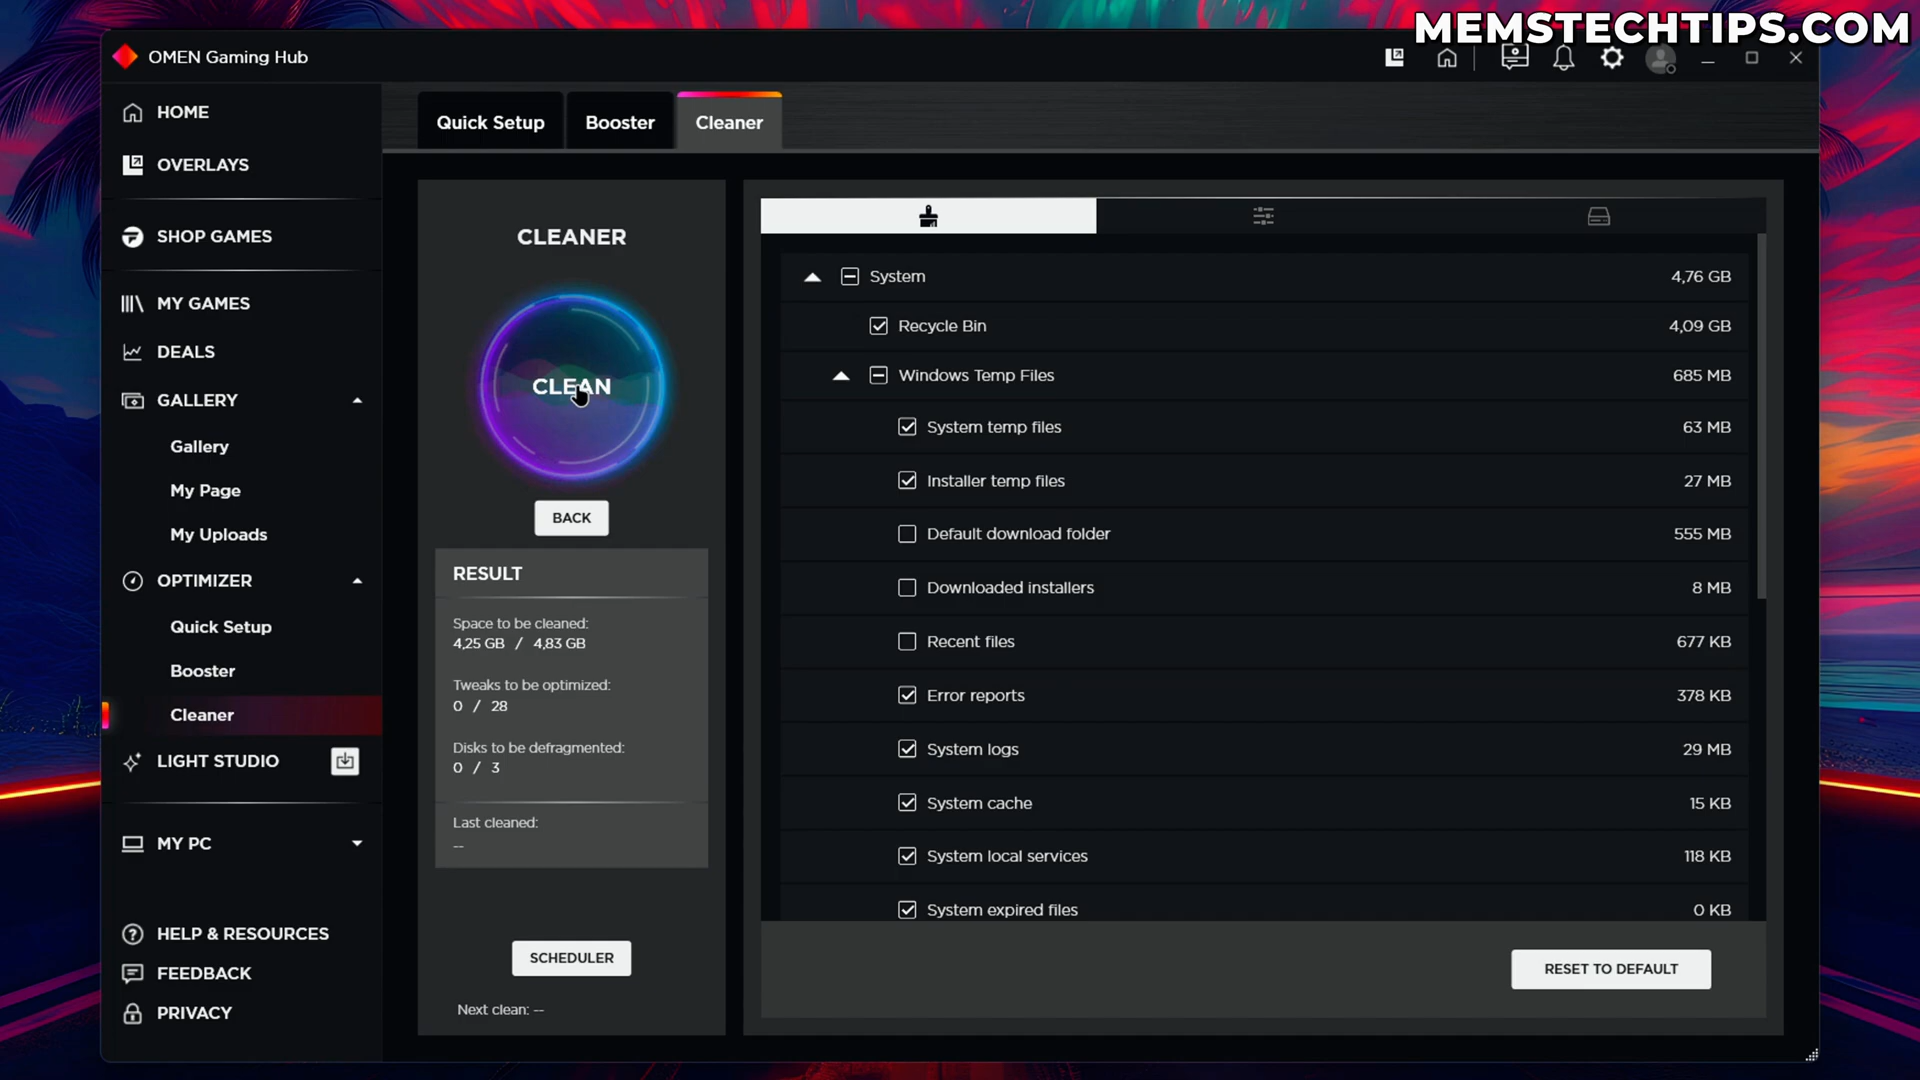 MEMSTECHTIPS.COM
OMEN Gaming Hub
HOME
OVERLAYS
SHOP GAMES
MY GAMES
DEALS
GALLERY
Gallery
My Page
My Uploads
OPTIMIZER
Quick Setup
Booster
Cleaner
LIGHT STUDIO
MY PC
HELP & RESOURCES
FEEDBACK
PRIVACY
Quick Setup Booster Cleaner
CLEANER
CLEAN
BACK
RESULT
Space to be cleaned:
4,25 GB / 4,83 GB
Tweaks to be optimized:
0 / 28
Disks to be defragmented:
0 / 3
Last cleaned:
--
SCHEDULER
Next clean: --
System 4,76 GB
Recycle Bin 4,09 GB
Windows Temp Files 685 MB
System temp files 63 MB
Installer temp files 27 MB
Default download folder 555 MB
Downloaded installers 8 MB
Recent files 677 KB
Error reports 378 KB
System logs 29 MB
System cache 15 KB
System local services 118 KB
System expired files 0 KB
RESET TO DEFAULT